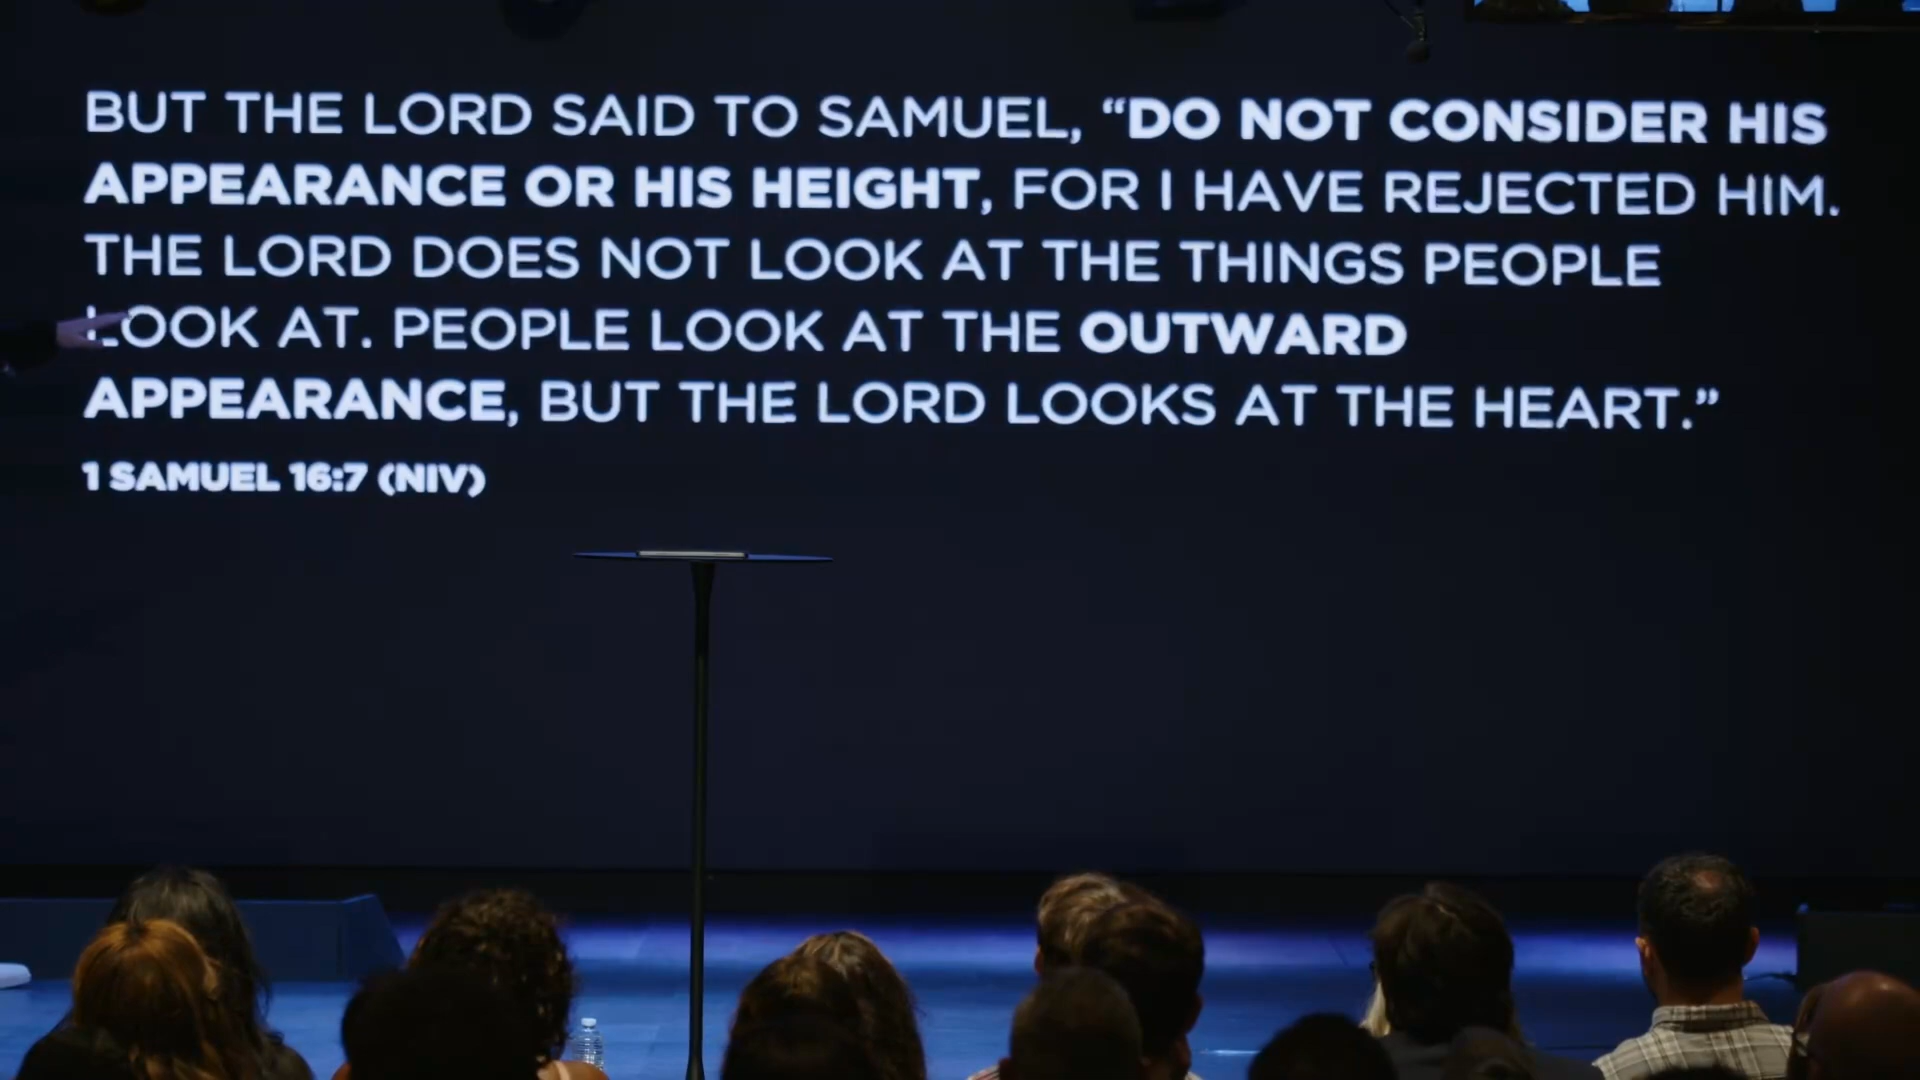 BUT THE LORD SAID TO SAMUEL, “DO NOT CONSIDER HIS
APPEARANCE OR HIS HEIGHT, FOR I HAVE REJECTED HIM.
THE LORD DOES NOT LOOK AT THE THINGS PEOPLE
LOOK AT. PEOPLE LOOK AT THE OUTWARD
APPEARANCE, BUT THE LORD LOOKS AT THE HEART.”
1 SAMUEL 16:7 (NIV)